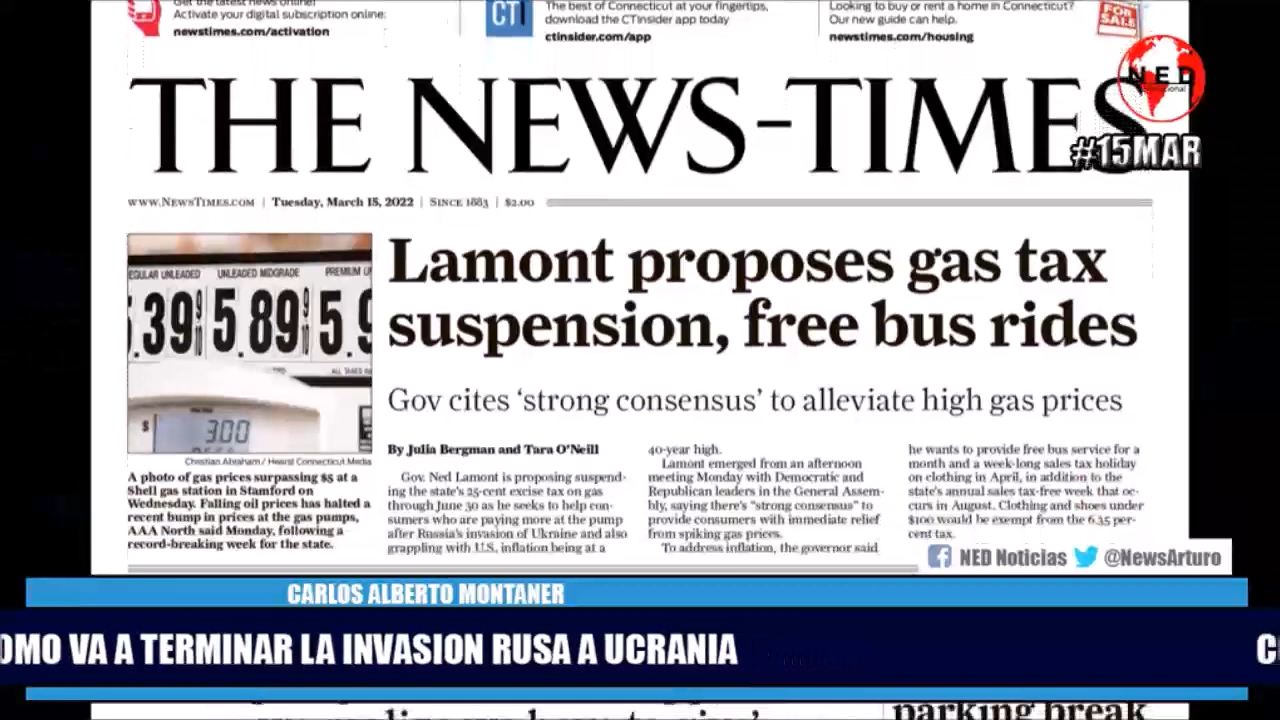 Get the latest news online!
Activate your digital subscription online:
newstimes.com/activation
CTI
The best of Connecticut at your fingertips,
download the CTInsider app today
ctinsider.com/app
Looking to buy or rent a home in Connecticut?
Our new guide can help.
newstimes.com/housing
FOR SALE
NED
THE NEWS-TIMES
#15MAR
www.NewsTimes.com | Tuesday, March 15, 2022 | Since 1883 | $2.00
EGULAR UNLEADED UNLEADED MIDGRADE PREMIUM U
.39 9/10 5.89 9/10 5.9
$ 3.00
Christian Abraham / Hearst Connecticut Media
A photo of gas prices surpassing $5 at a
Shell gas station in Stamford on
Wednesday. Falling oil prices has halted a
recent bump in prices at the gas pumps,
AAA North said Monday, following a
record-breaking week for the state.
Lamont proposes gas tax
suspension, free bus rides
Gov cites ‘strong consensus’ to alleviate high gas prices
By Julia Bergman and Tara O’Neill
Gov. Ned Lamont is proposing suspend-
ing the state’s 25-cent excise tax on gas
through June 30 as he seeks to help con-
sumers who are paying more at the pump
after Russia’s invasion of Ukraine and also
grappling with U.S. inflation being at a
40-year high.
Lamont emerged from an afternoon
meeting Monday with Democratic and
Republican leaders in the General Assem-
bly, saying there’s “strong consensus” to
provide consumers with immediate relief
from spiking gas prices.
To address inflation, the governor said
he wants to provide free bus service for a
month and a week-long sales tax holiday
on clothing in April, in addition to the
state’s annual sales tax-free week that oc-
curs in August. Clothing and shoes under
$100 would be exempt from the 6.35 per-
cent tax.
NED Noticias @NewsArturo
CARLOS ALBERTO MONTANER
OMO VA A TERMINAR LA INVASION RUSA A UCRANIA C
parking break